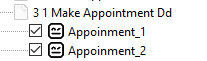 3 1 Make Appointment Dd
Appoinment_1
Appoinment_2